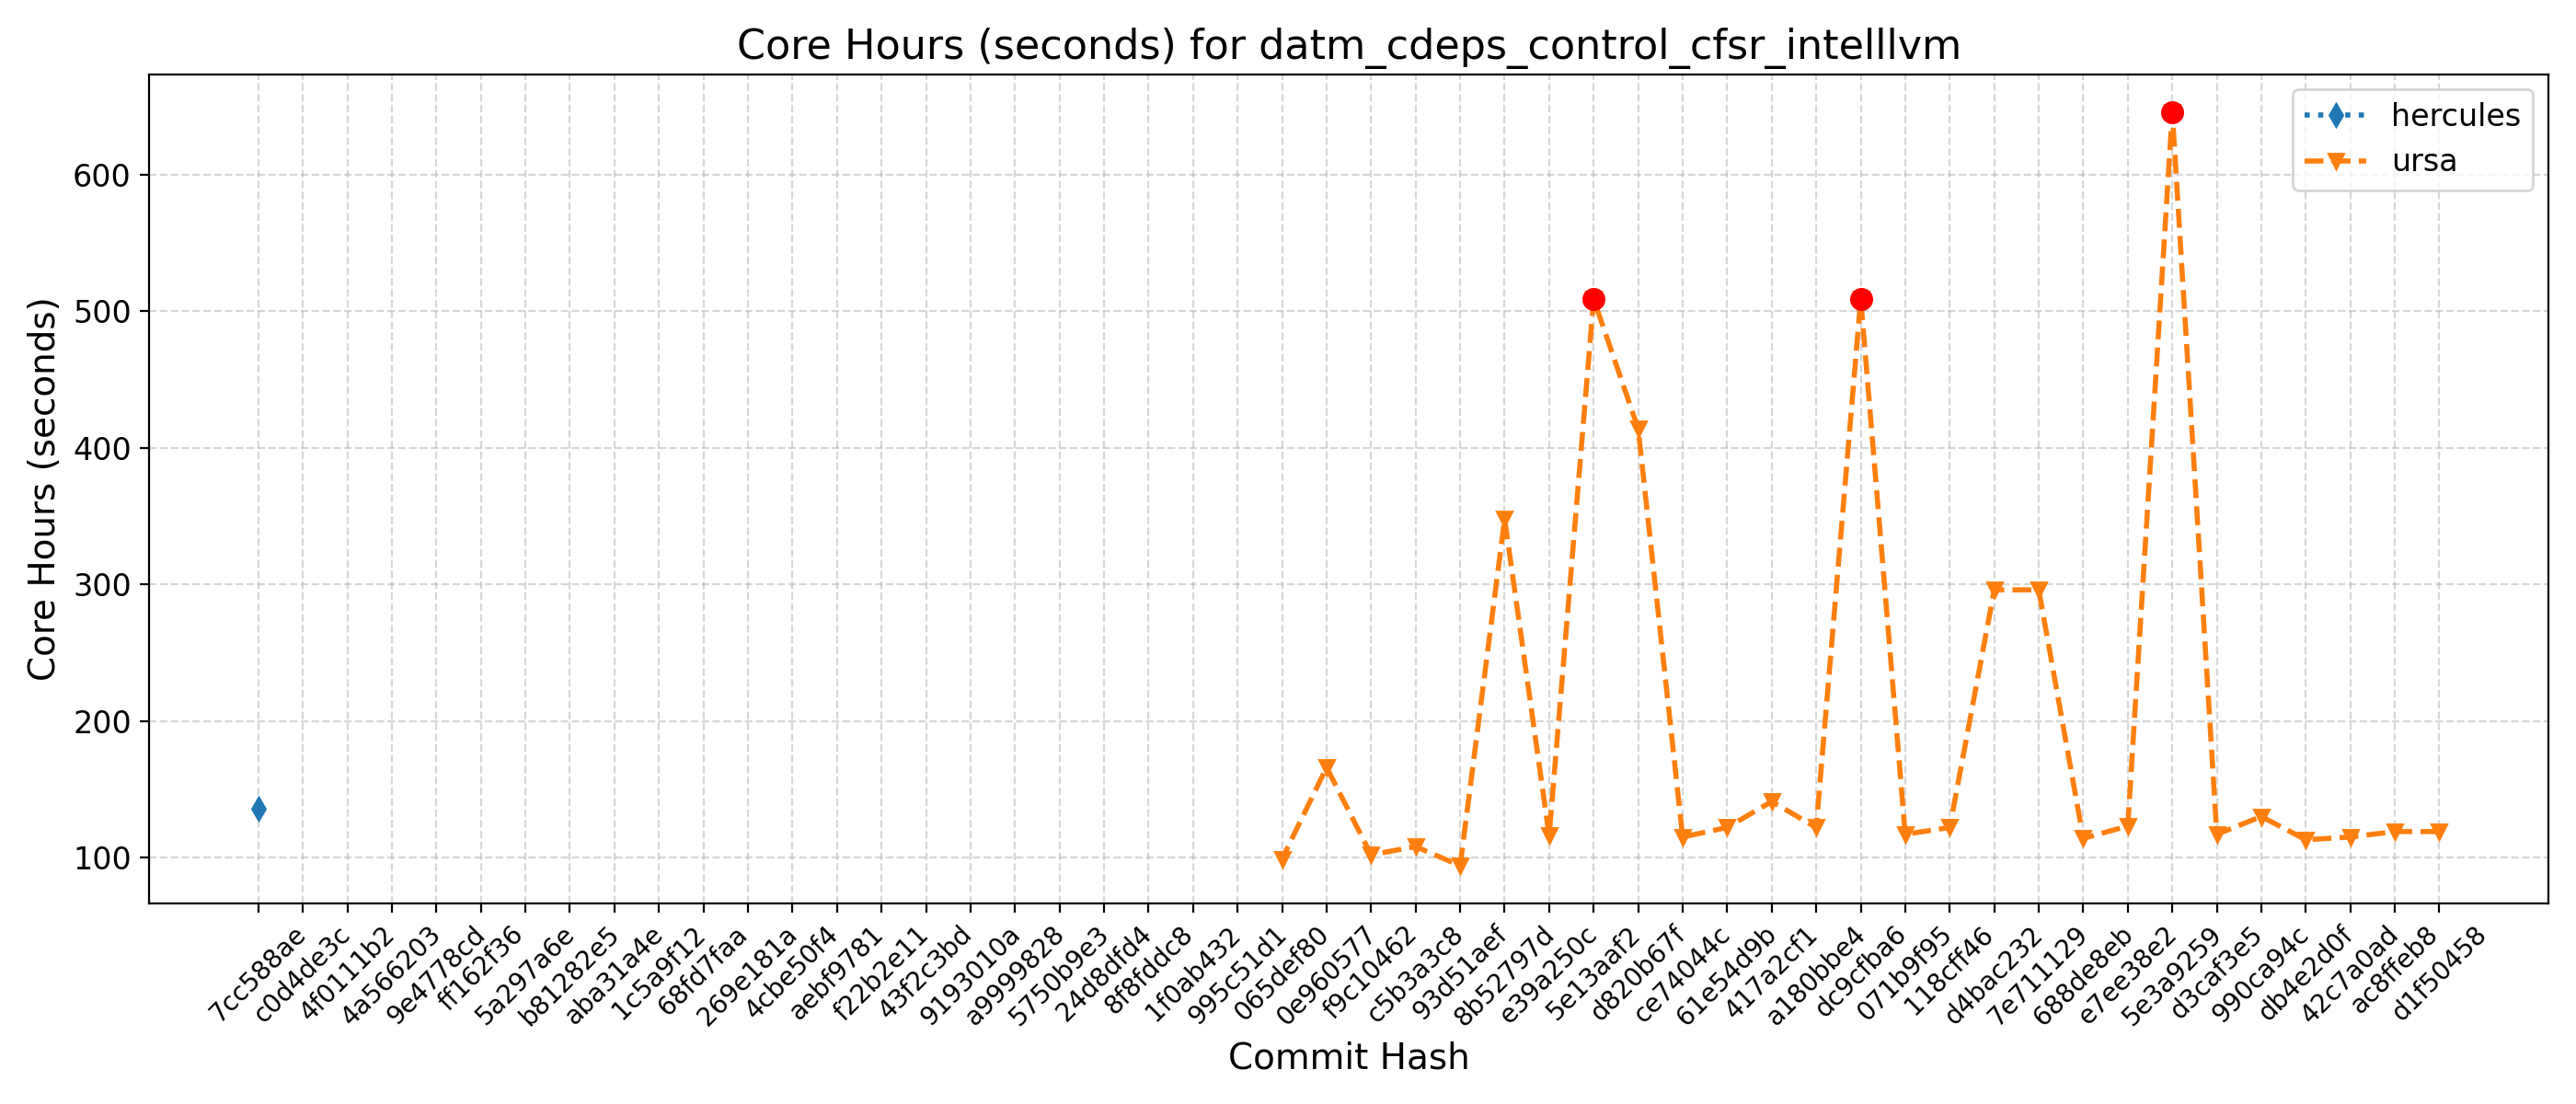 Core Hours (seconds) for datm_cdeps_control_cfsr_intelllvm
hercules
ursa
Core Hours (seconds)
600
500
400
300
200
100
7cc588ae
c0d4de3c
4f0111b2
4a566203
9e4778cd
ff162f36
5a297a6e
b81282e5
aba31a4e
1c5a9f12
68fd7faa
269e181a
4cbe50f4
aebf9781
f22b2e11
43f2c3bd
9193010a
a9999828
5750b9e3
24d8dfd4
8f8fddc8
1f0ab432
995c51d1
065def80
0e960577
f9c10462
c5b3a3c8
93d51aef
8b52797d
e39a250c
5e13aaf2
d820b67f
ce74044c
61e54d9b
417a2cf1
a180bbe4
dc9cfba6
071b9f95
118cff46
d4bac232
7e711129
688de8eb
e7ee38e2
5e3a9259
d3caf3e5
990ca94c
db4e2d0f
42c7a0ad
ac8ffeb8
d1f50458
Commit Hash